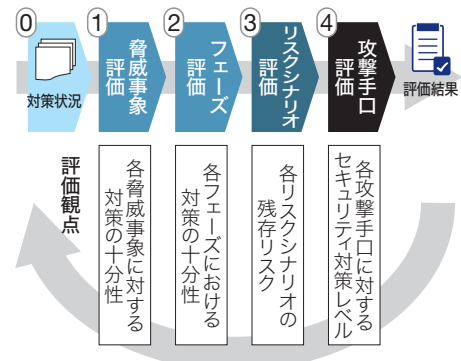 0
対策状況
1
脅威事象
評価
2
フェーズ
評価
3
リスクシナリオ
評価
4
攻撃手口
評価
評価結果
評価観点
各脅威事象に対する
対策の十分性
各フェーズにおける
対策の十分性
各リスクシナリオの
残存リスク
各攻撃手口に対する
セキュリティ対策レベル